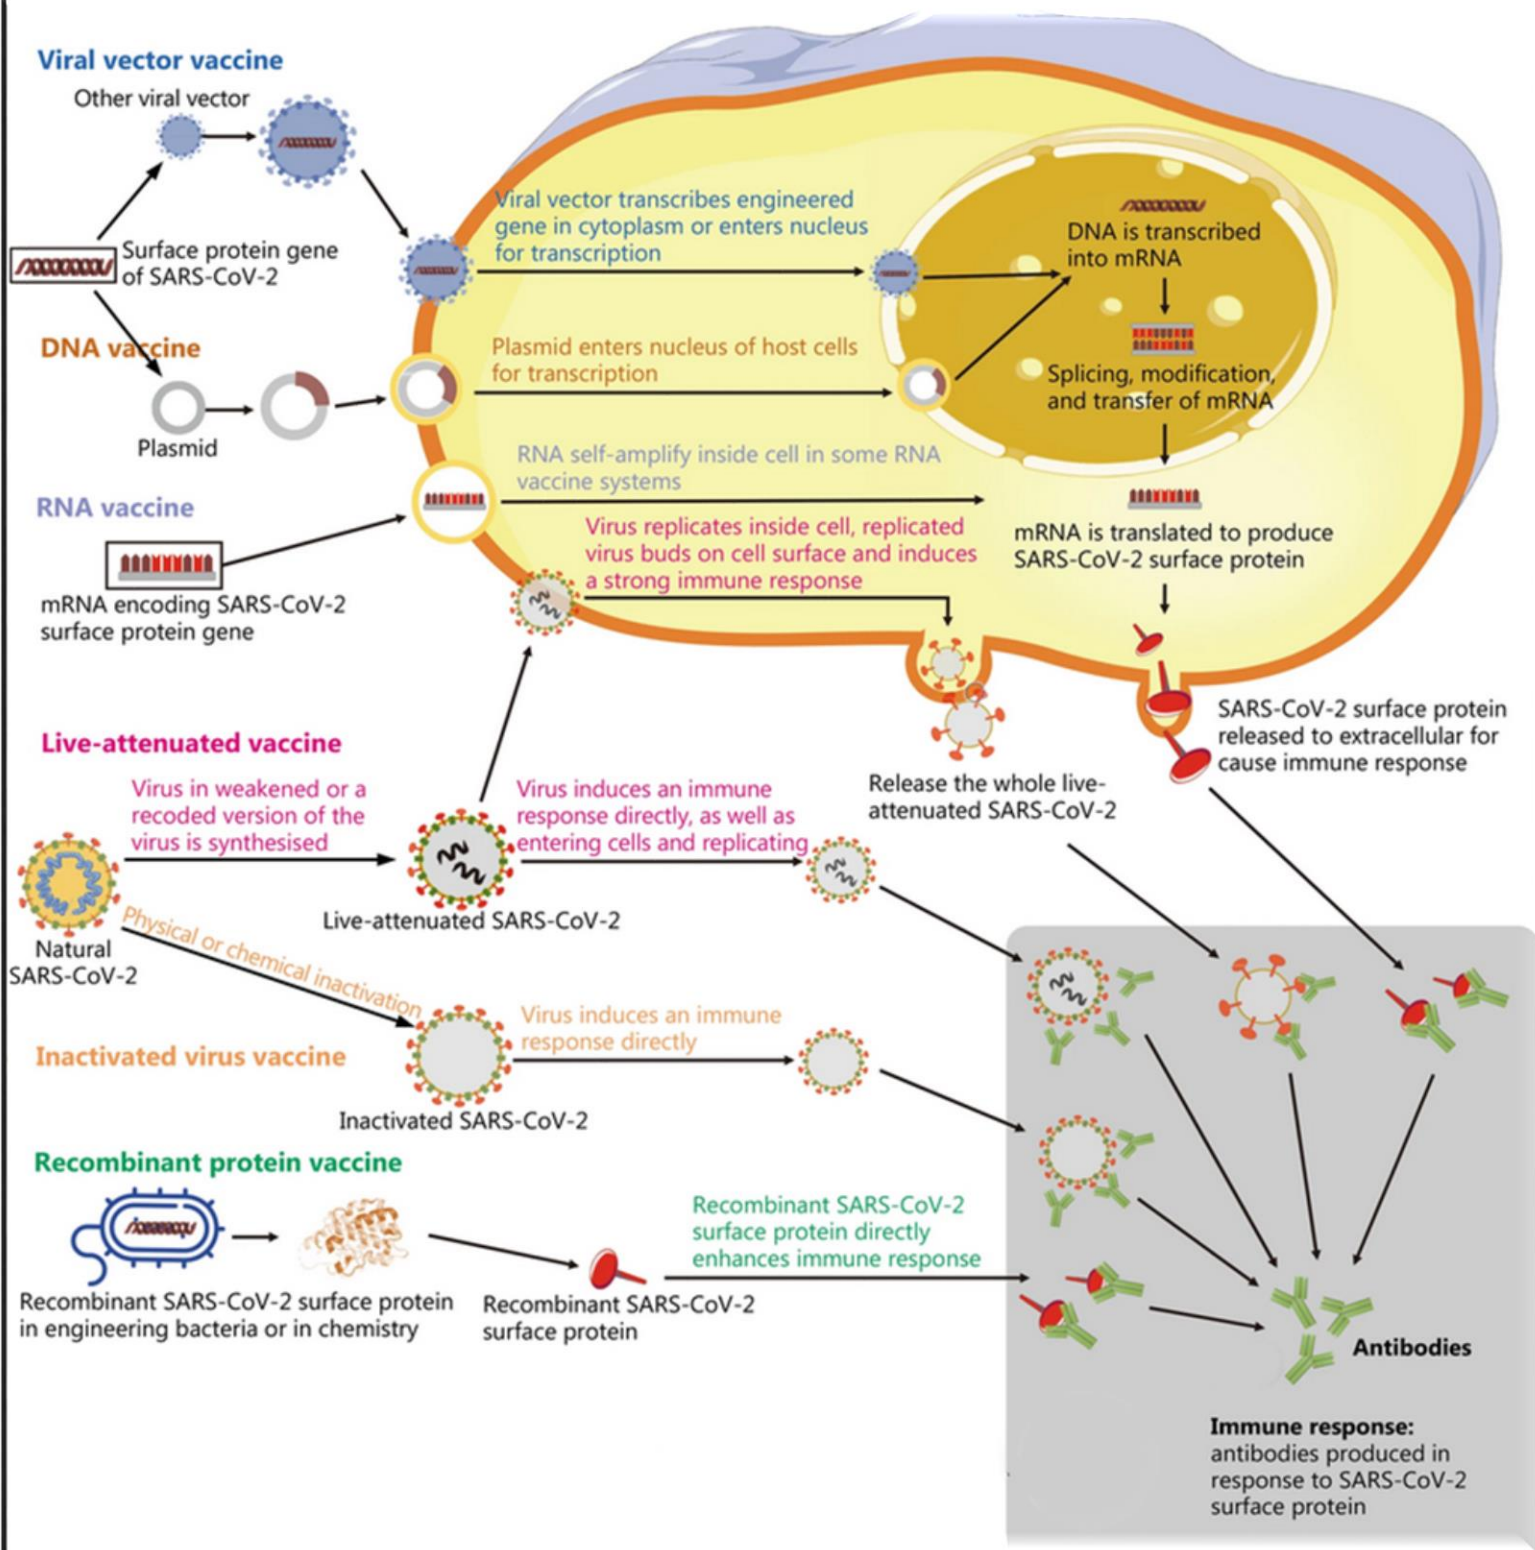 Viral vector vaccine
Other viral vector
Surface protein gene
of SARS-CoV-2
Viral vector transcribes engineered
gene in cytoplasm or enters nucleus
for transcription
DNA is transcribed
into mRNA
DNA vaccine
Plasmid
Plasmid enters nucleus of host cells
for transcription
Splicing, modification,
and transfer of mRNA
RNA vaccine
mRNA encoding SARS-CoV-2
surface protein gene
RNA self-amplify inside cell in some RNA
vaccine systems
Virus replicates inside cell, replicated
virus buds on cell surface and induces
a strong immune response
mRNA is translated to produce
SARS-CoV-2 surface protein
SARS-CoV-2 surface protein
released to extracellular for
cause immune response
Release the whole live-
attenuated SARS-CoV-2
Live-attenuated vaccine
Virus in weakened or a
recoded version of the
virus is synthesised
Virus induces an immune
response directly, as well as
entering cells and replicating
Live-attenuated SARS-CoV-2
Natural
SARS-CoV-2
Physical or chemical inactivation
Inactivated virus vaccine
Virus induces an immune
response directly
Inactivated SARS-CoV-2
Recombinant protein vaccine
Recombinant SARS-CoV-2 surface protein
in engineering bacteria or in chemistry
Recombinant SARS-CoV-2
surface protein
Recombinant SARS-CoV-2
surface protein directly
enhances immune response
Antibodies
Immune response:
antibodies produced in
response to SARS-CoV-2
surface protein